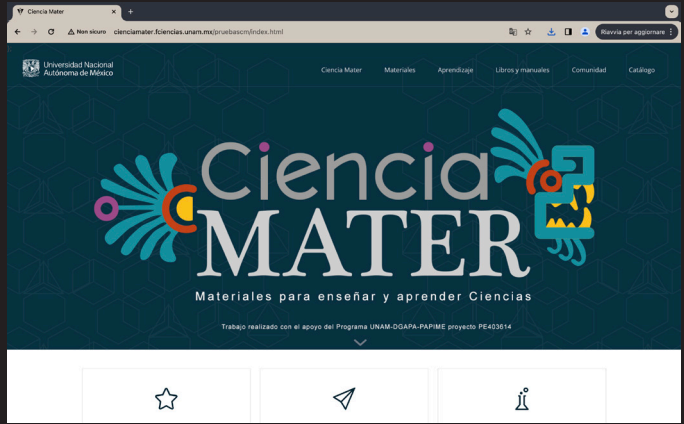 Ciencia Mater
Non sicuro cienciamater.fciencias.unam.mx/pruebascm/index.html
Riavvia per aggiornare
Universidad Nacional
Autónoma de México
Ciencia Mater Materiales Aprendizaje Libros y manuales Comunidad Catálogo
Ciencia
MATER
Materiales para enseñar y aprender Ciencias
Trabajo realizado con el apoyo del Programa UNAM-DGAPA-PAPIME proyecto PE403614